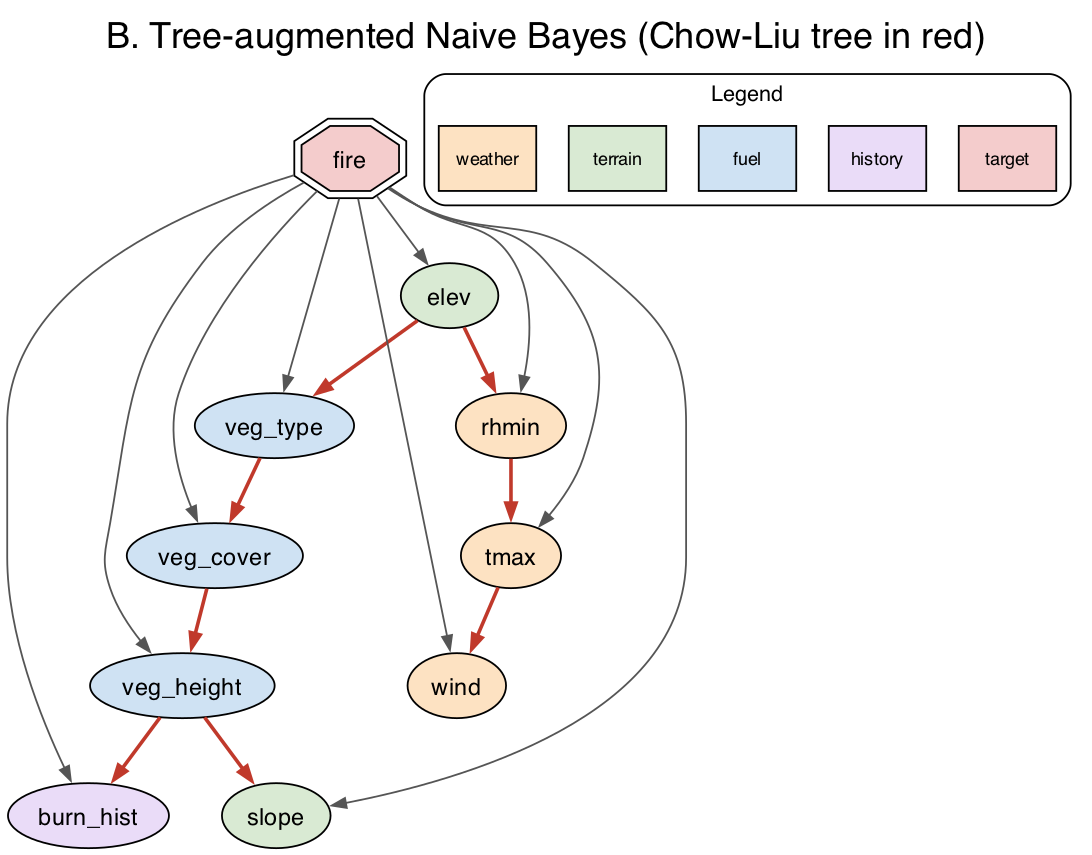 B. Tree-augmented Naive Bayes (Chow-Liu tree in red)
Legend
weather terrain fuel history target
fire
elev
veg_type rhmin
veg_cover tmax
veg_height wind
burn_hist slope